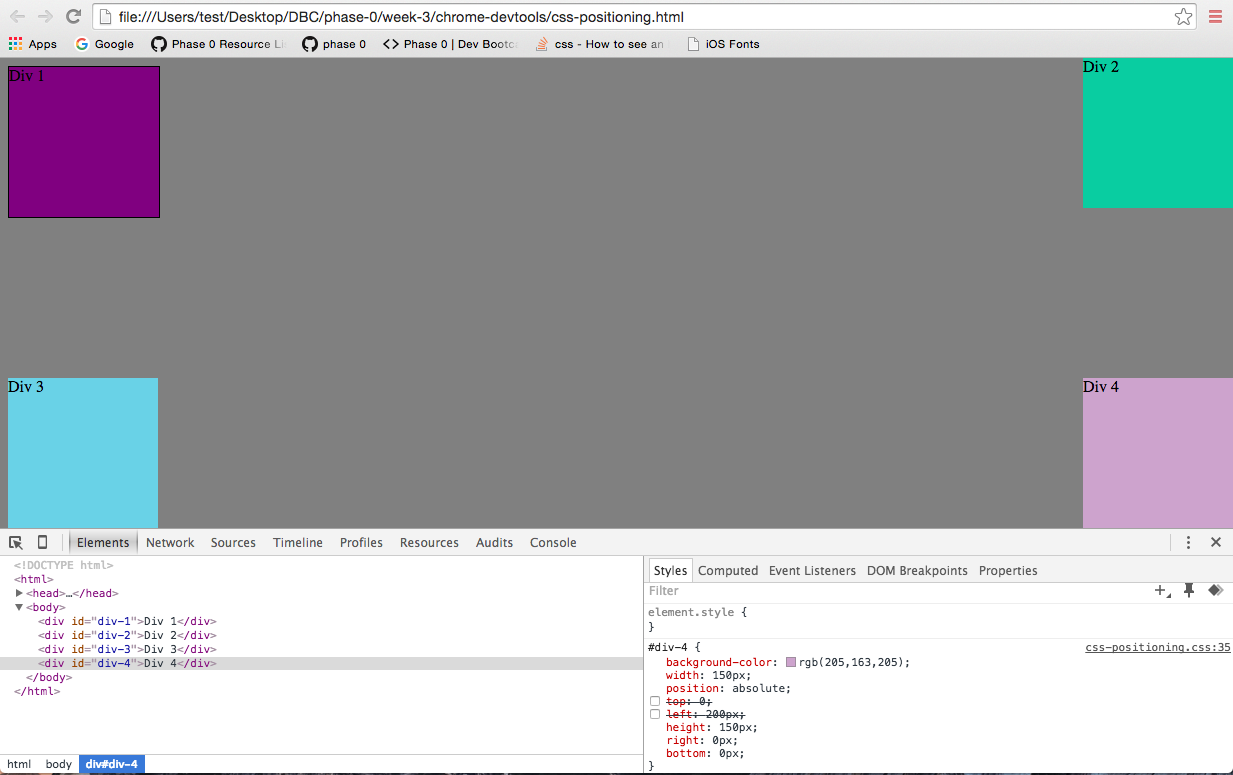 file:///Users/test/Desktop/DBC/phase-0/week-3/chrome-devtools/css-positioning.html
Apps Google Phase 0 Resource Li phase 0 <> Phase 0 | Dev Bootc css - How to see an iOS Fonts
Div 1
Div 2
Div 3
Div 4
Elements Network Sources Timeline Profiles Resources Audits Console
<!DOCTYPE html>
<html>
<head>…</head>
<body>
<div id="div-1">Div 1</div>
<div id="div-2">Div 2</div>
<div id="div-3">Div 3</div>
<div id="div-4">Div 4</div>
</body>
</html>
html body div#div-4
Styles Computed Event Listeners DOM Breakpoints Properties
Filter
element.style {
}
#div-4 { css-positioning.css:35
background-color: rgb(205,163,205);
width: 150px;
position: absolute;
top: 0;
left: 200px;
height: 150px;
right: 0px;
bottom: 0px;
}